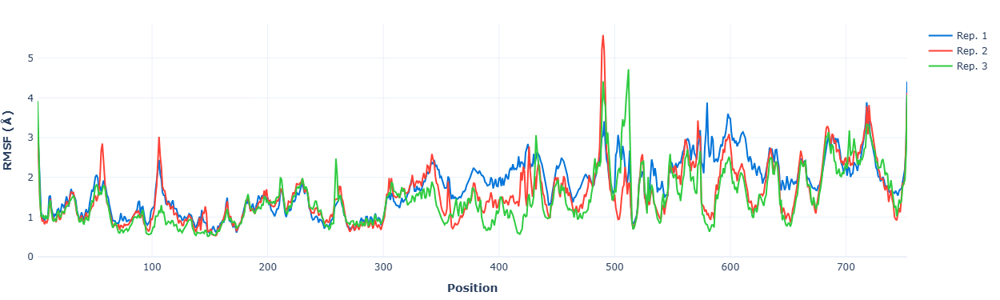 Rep. 1
Rep. 2
Rep. 3
RMSF (Å)
5
4
3
2
1
0
100 200 300 400 500 600 700
Position